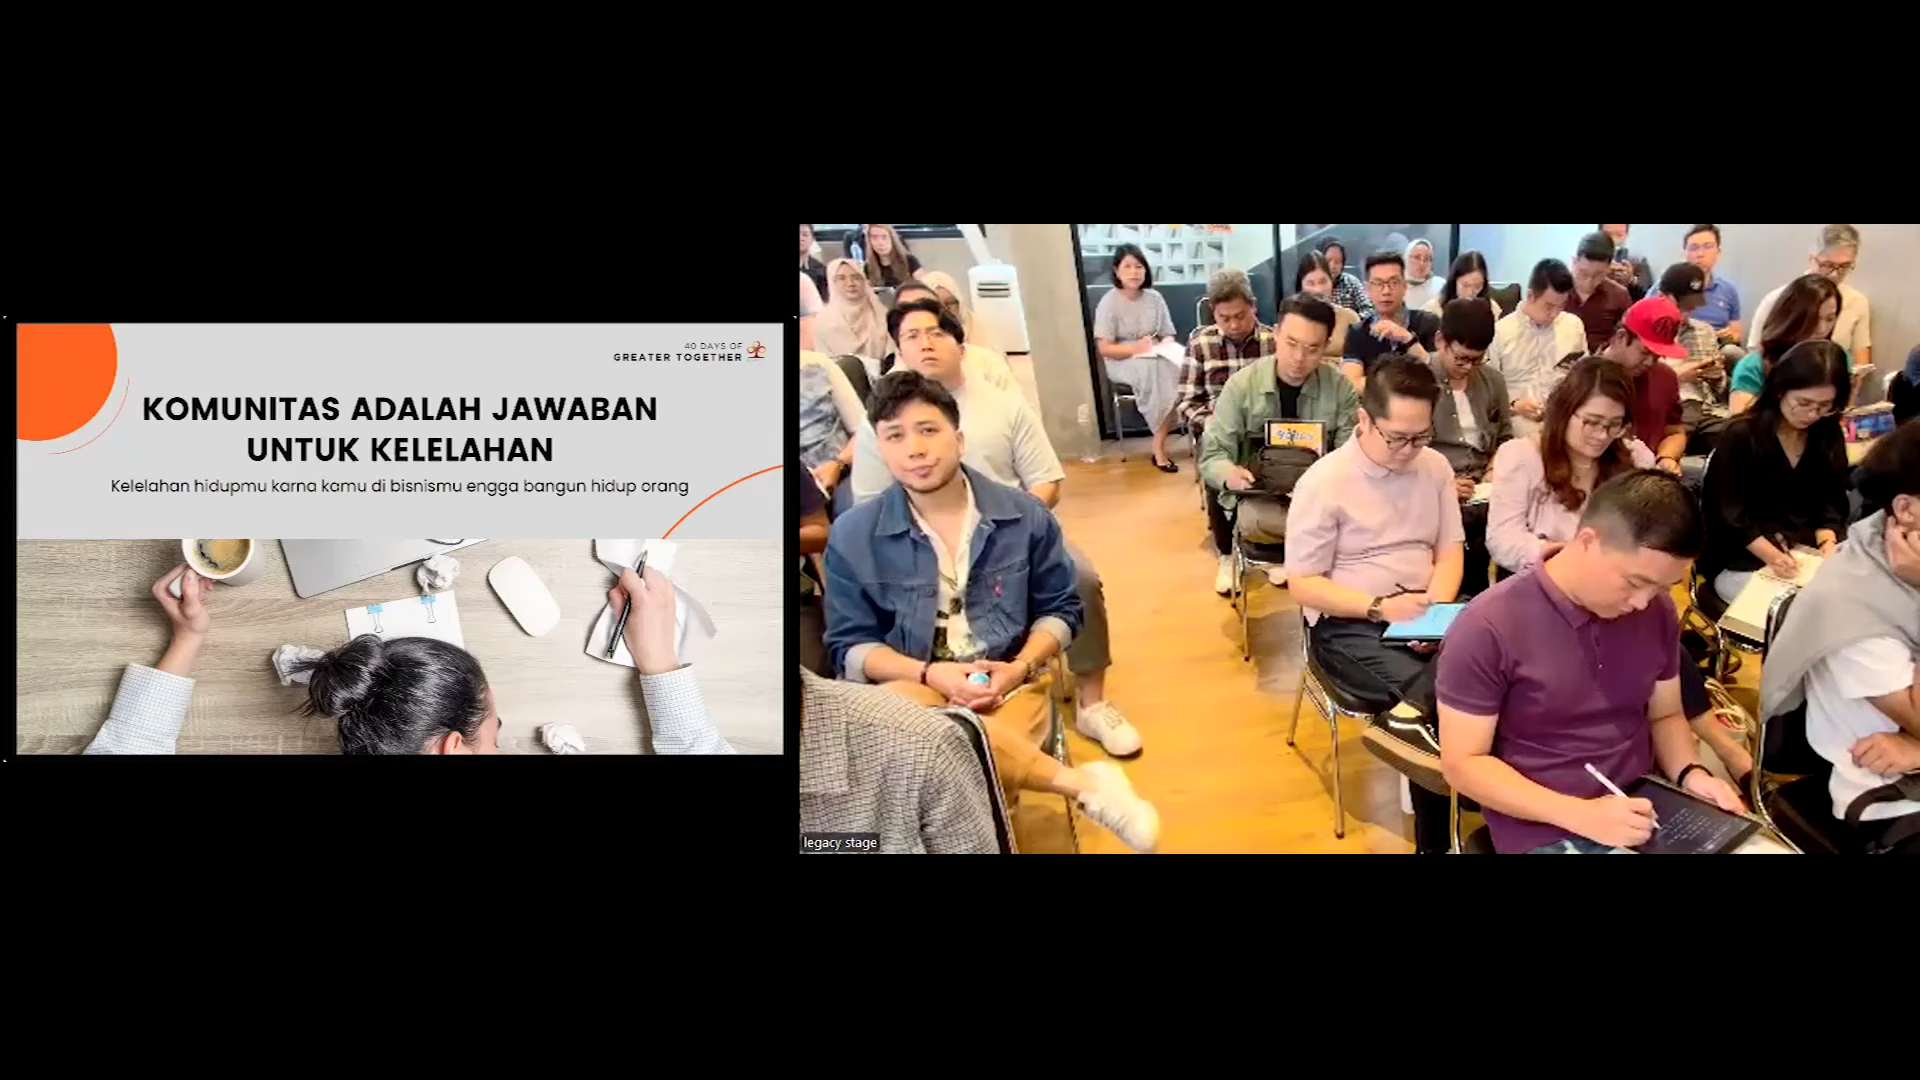 40 DAYS OF
GREATER TOGETHER
KOMUNITAS ADALAH JAWABAN
UNTUK KELELAHAN
Kelelahan hidupmu karna kamu di bisnismu engga bangun hidup orang
legacy stage